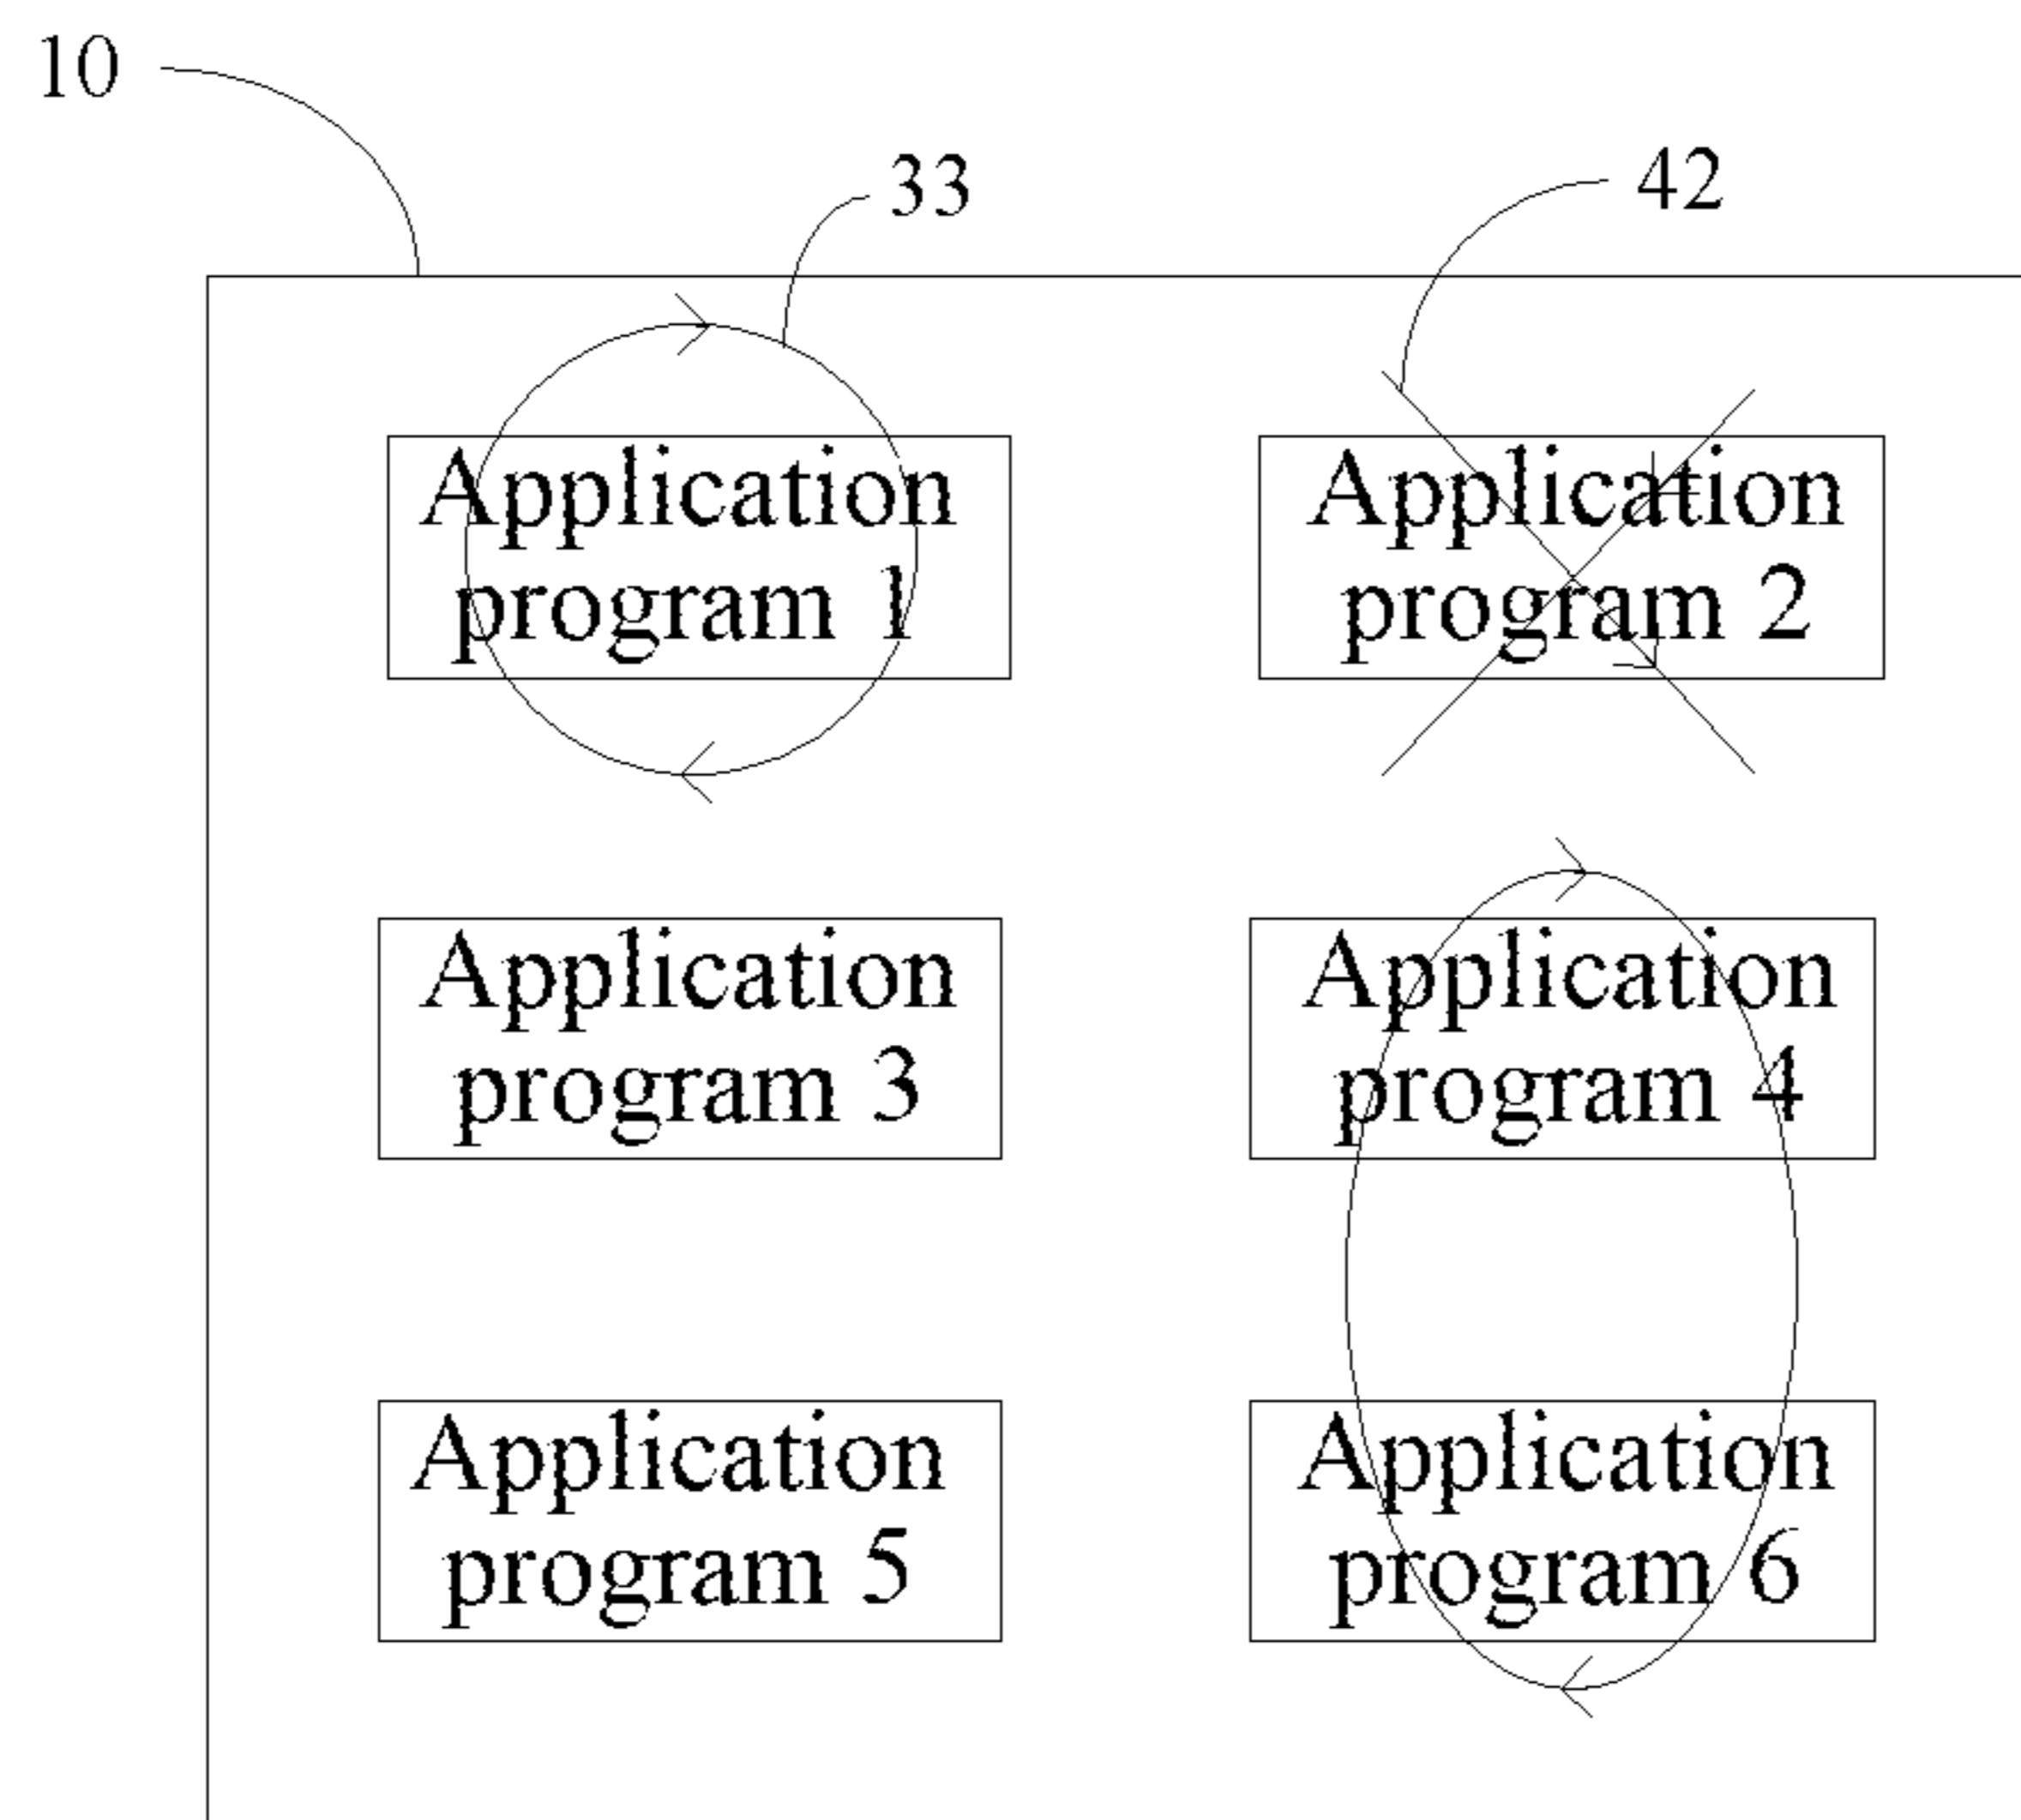 10
33
42
Application
program 1
Application
program 2
Application
program 3
Application
program 4
Application
program 5
Application
program 6